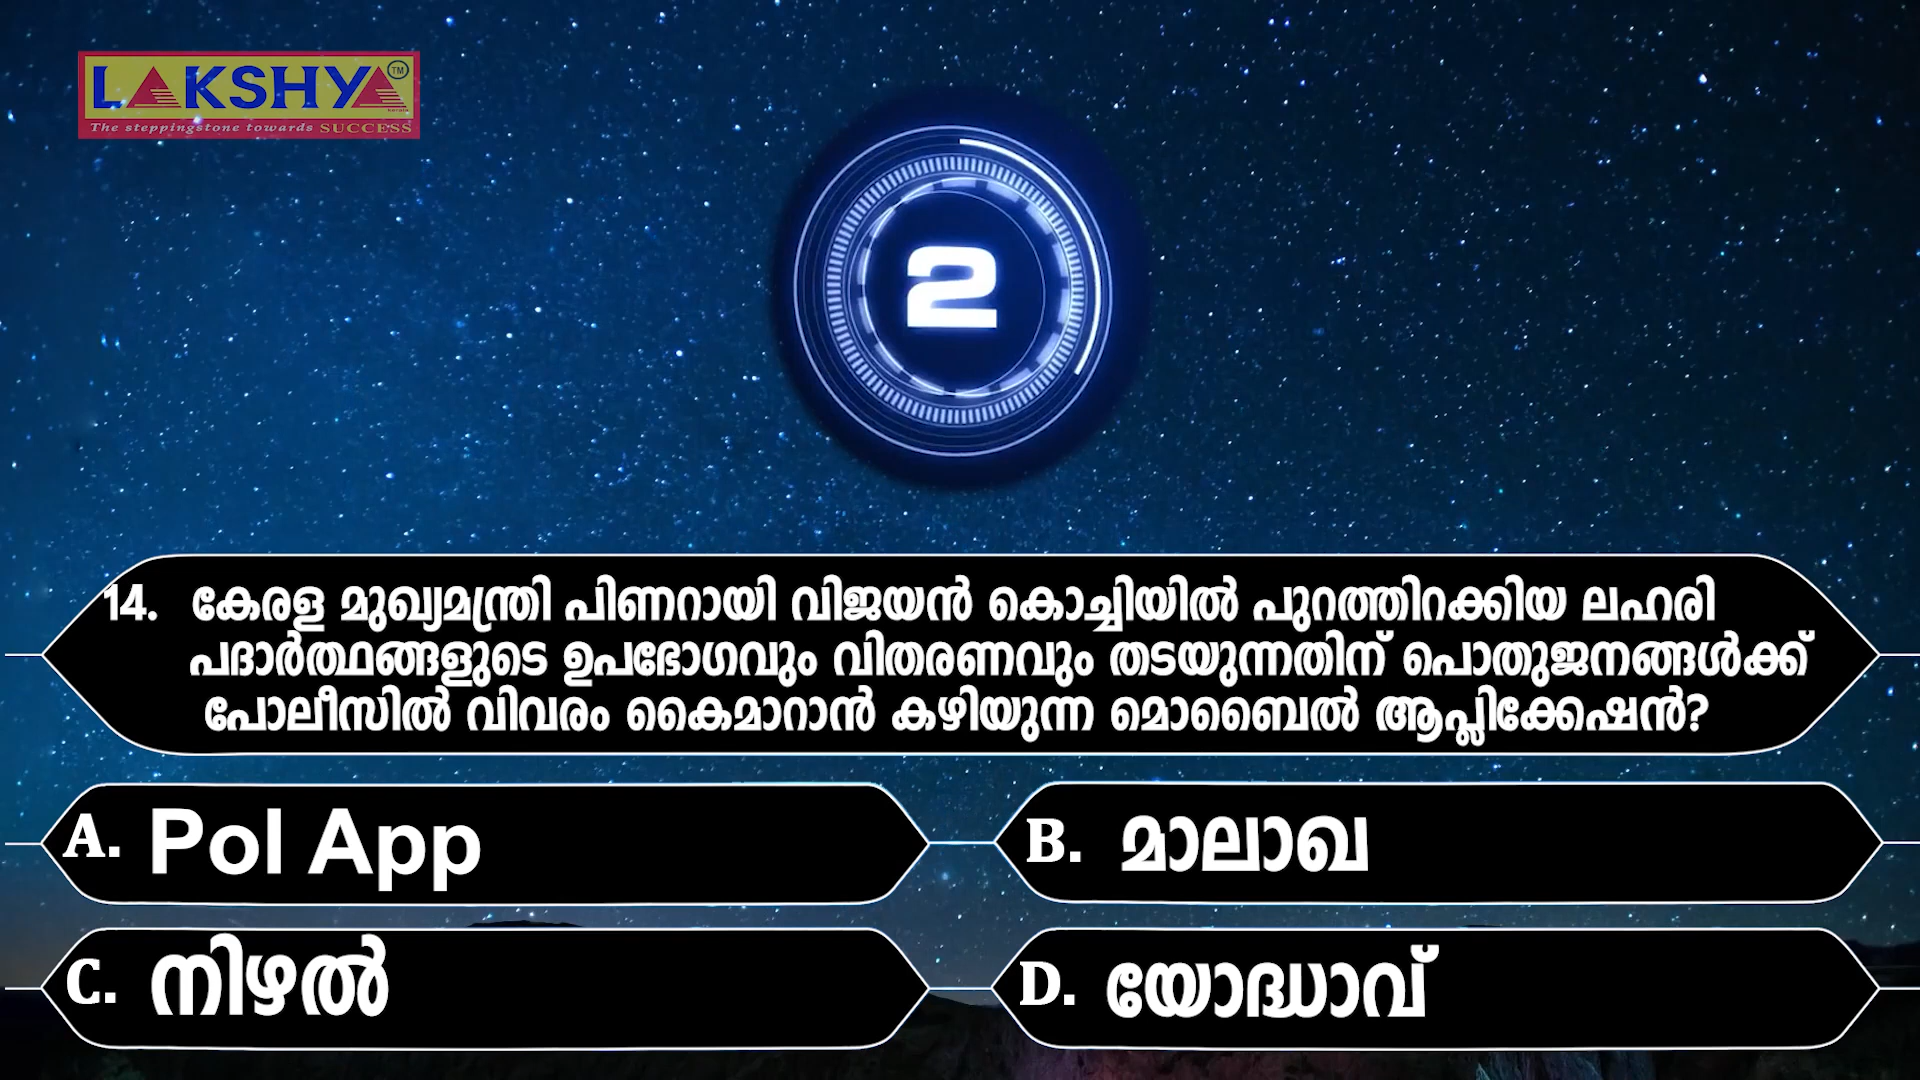 LAKSHYA TM
The steppingstone towards SUCCESS
2
14. കേരള മുഖ്യമന്ത്രി പിണറായി വിജയൻ കൊച്ചിയിൽ പുറത്തിറക്കിയ ലഹരി
പദാർത്ഥങ്ങളുടെ ഉപഭോഗവും വിതരണവും തടയുന്നതിന് പൊതുജനങ്ങൾക്ക്
പോലീസിൽ വിവരം കൈമാറാൻ കഴിയുന്ന മൊബൈൽ ആപ്ലിക്കേഷൻ?
A. Pol App
B. മാലാഖ
C. നിഴൽ
D. യോദ്ധാവ്